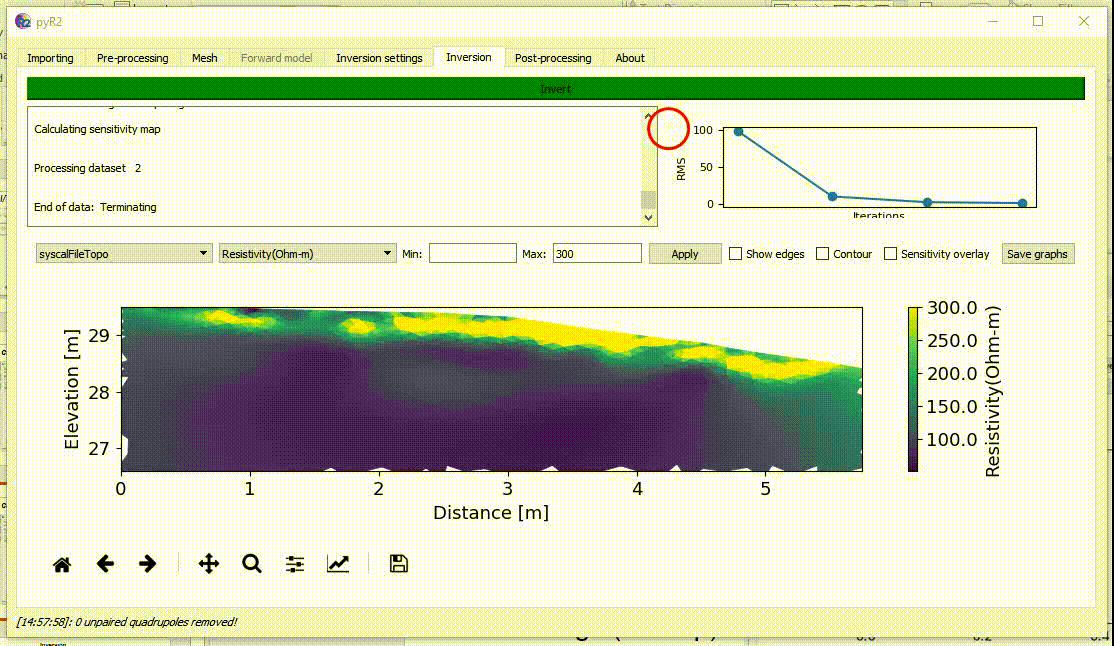 pyR2
Importing Pre-processing Mesh Forward model Inversion settings Inversion Post-processing About
Invert
Calculating sensitivity map
Processing dataset 2
End of data: Terminating
100
50
0
RMS
Iterations
syscalFileTopo Resistivity(Ohm-m) Min: Max: 300 Apply Show edges Contour Sensitivity overlay Save graphs
29
28
27
Elevation [m]
0 1 2 3 4 5
Distance [m]
300.0
250.0
200.0
150.0
100.0
Resistivity(Ohm-m)
[14:57:58]: 0 unpaired quadrupoles removed!
Inversion